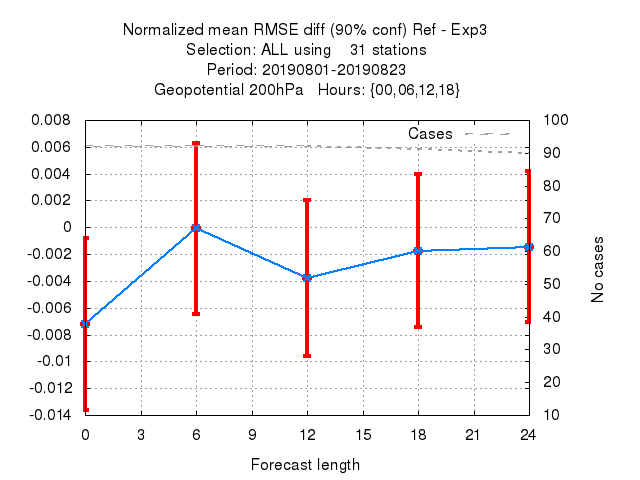 Normalized mean RMSE diff (90% conf) Ref - Exp3
Selection: ALL using    31 stations
Period: 20190801-20190823
Geopotential 200hPa   Hours: {00,06,12,18}
Cases
0.008
0.006
0.004
0.002
0
-0.002
-0.004
-0.006
-0.008
-0.01
-0.012
-0.014
100
90
80
70
60
50
40
30
20
10
No cases
0 3 6 9 12 15 18 21 24
Forecast length